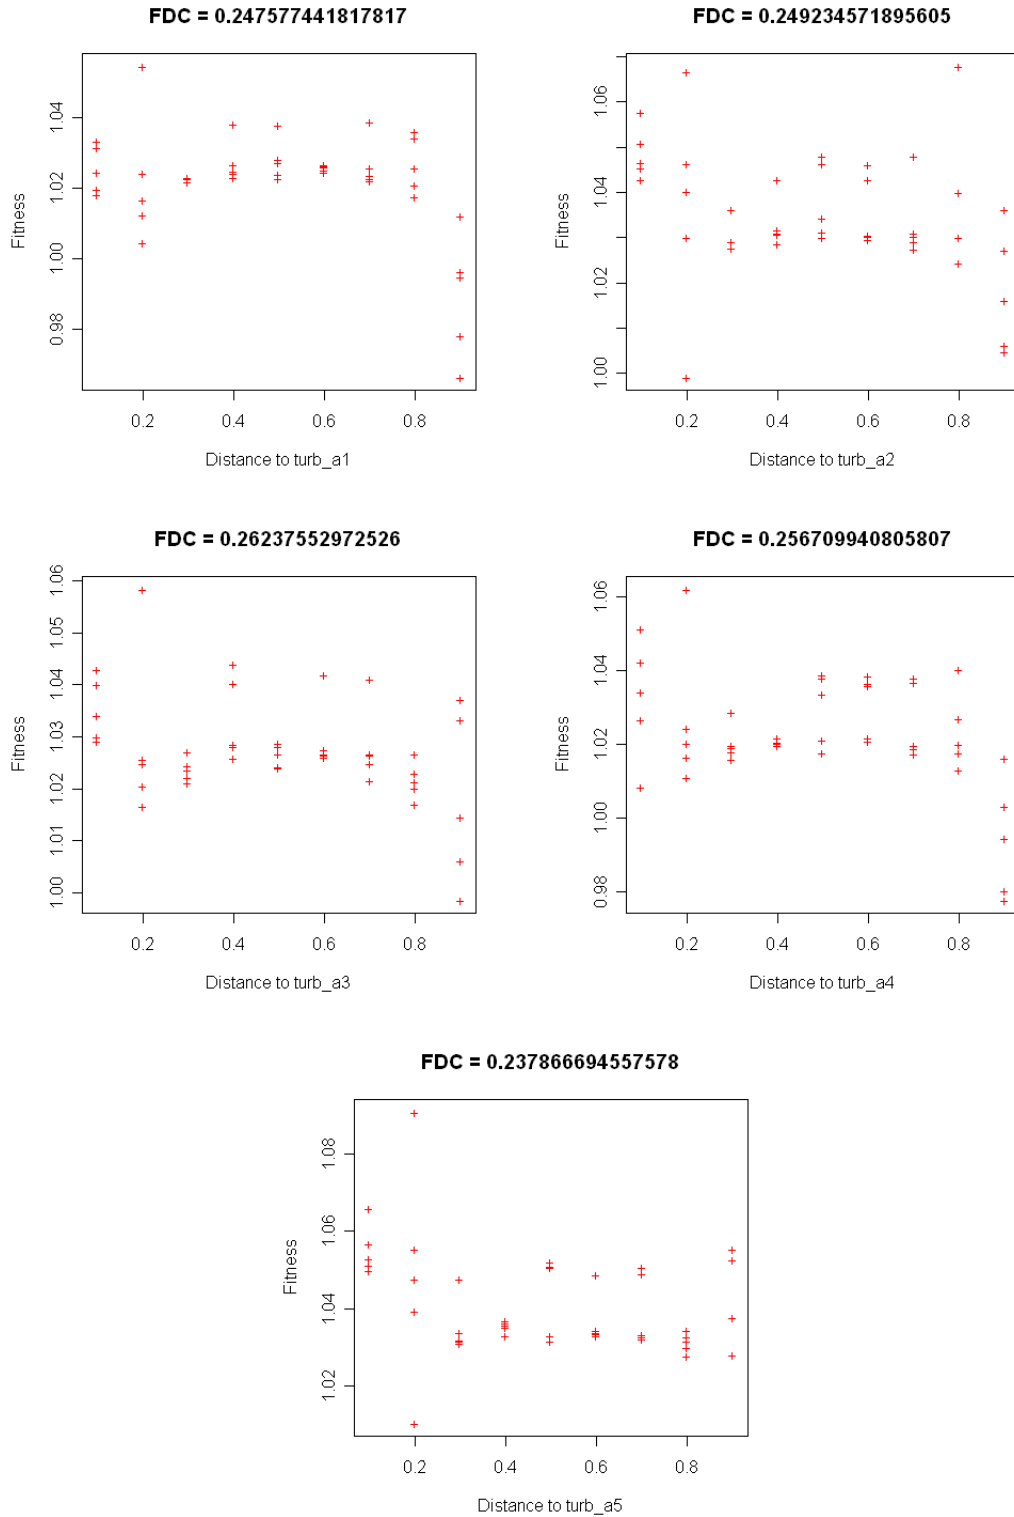 FDC = 0.247577441817817
Fitness
1.04
1.02
1.00
0.98
0.2 0.4 0.6 0.8
Distance to turb_a1
FDC = 0.249234571895605
Fitness
1.06
1.04
1.02
1.00
0.2 0.4 0.6 0.8
Distance to turb_a2
FDC = 0.26237552972526
Fitness
1.06
1.05
1.04
1.03
1.02
1.01
1.00
0.2 0.4 0.6 0.8
Distance to turb_a3
FDC = 0.256709940805807
Fitness
1.06
1.04
1.02
1.00
0.98
0.2 0.4 0.6 0.8
Distance to turb_a4
FDC = 0.237866694557578
Fitness
1.08
1.06
1.04
1.02
0.2 0.4 0.6 0.8
Distance to turb_a5